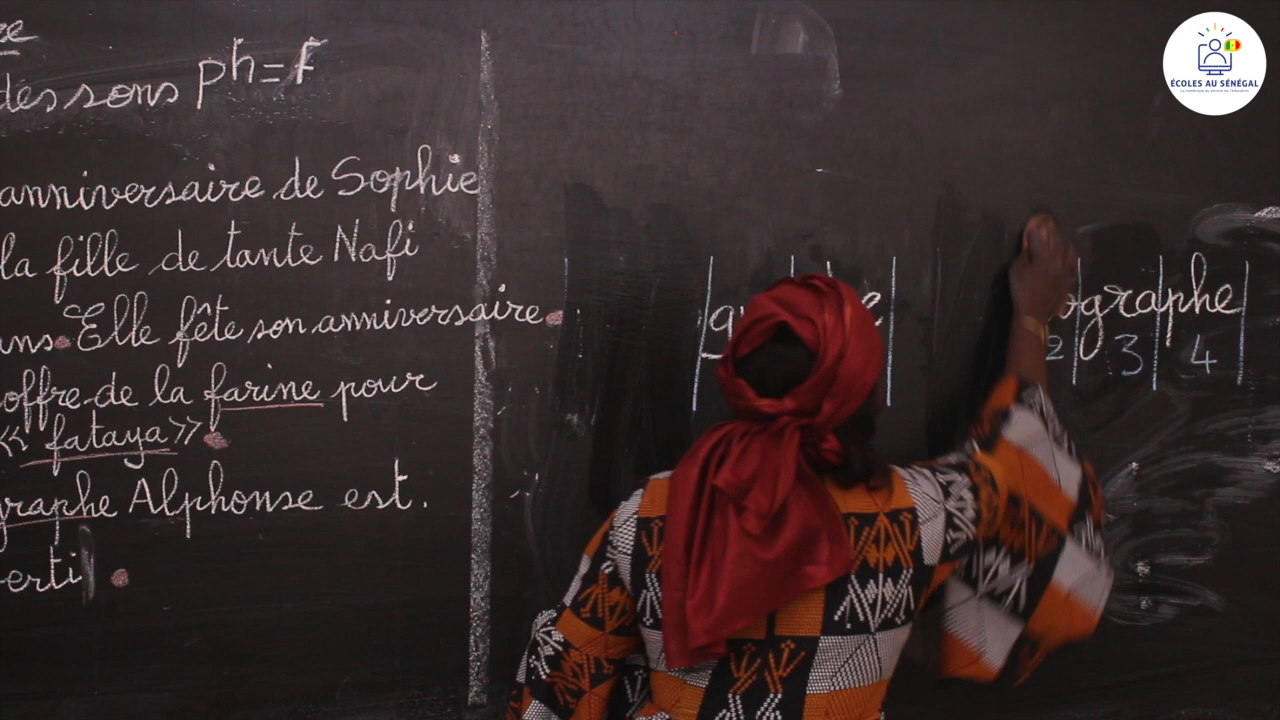 des sons ph=f
anniversaire de Sophie
la fille de tante Nafi
ans. Elle fête son anniversaire.
offre de la farine pour
« fataya ».
graphe Alphonse est.
erti .
ographe
2 3 4
ÉCOLES AU SÉNÉGAL